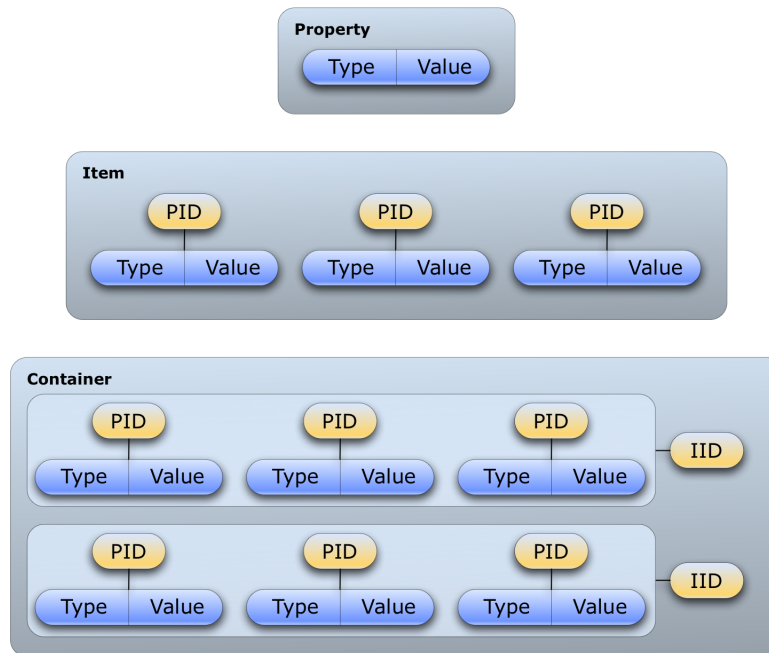 Property
Type Value
Item
PID PID PID
Type Value Type Value Type Value
Container
PID PID PID
IID
Type Value Type Value Type Value
PID PID PID
IID
Type Value Type Value Type Value